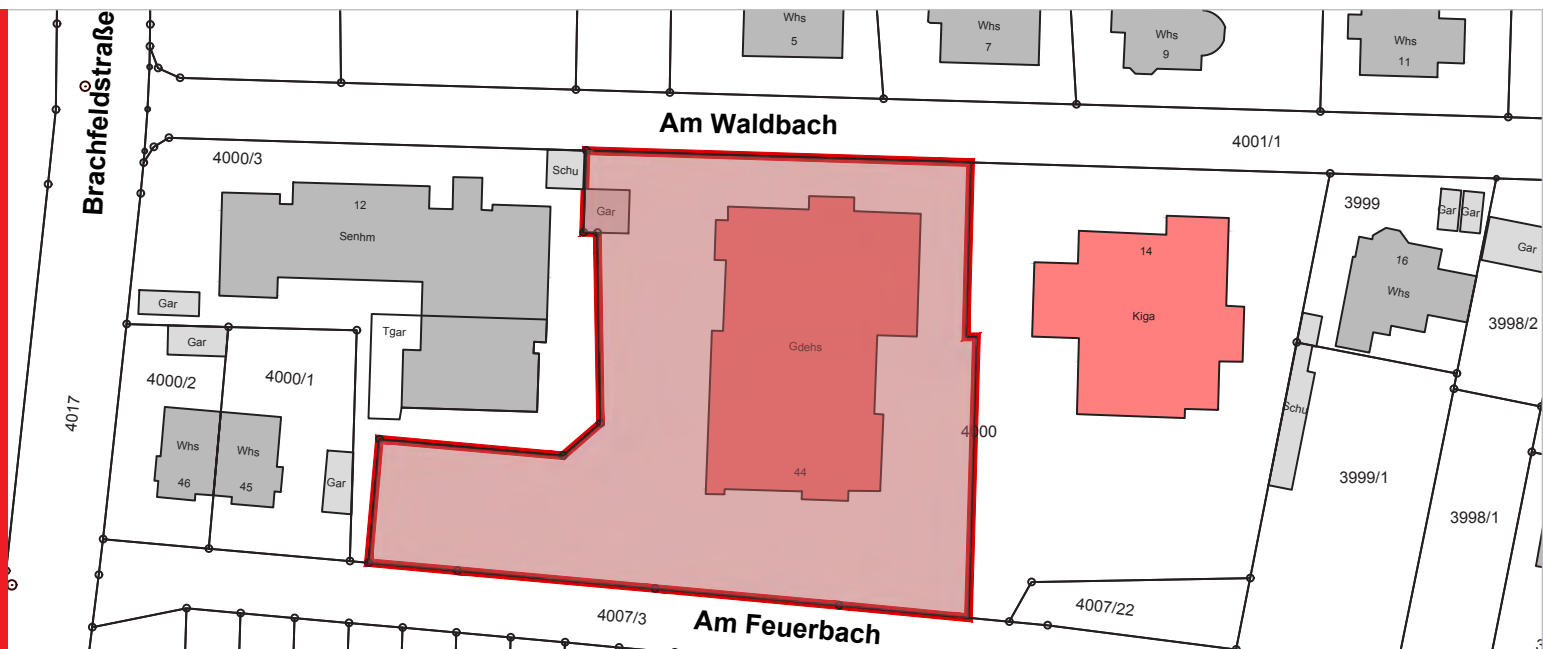 Whs
5
Whs
7
Whs
9
Whs
11
Brachfeldstraße
Am Waldbach
4001/1
4000/3
Schu
12
Senhm
Gar
3999
Gar
Gar
Gar
14
16
Whs
Kiga
Gar
Gar
Tgar
Gdehs
3998/2
4000/2
4000/1
4017
Schu
4000
Whs
46
Whs
45
Gar
44
3999/1
3998/1
4007/3
Am Feuerbach
4007/22